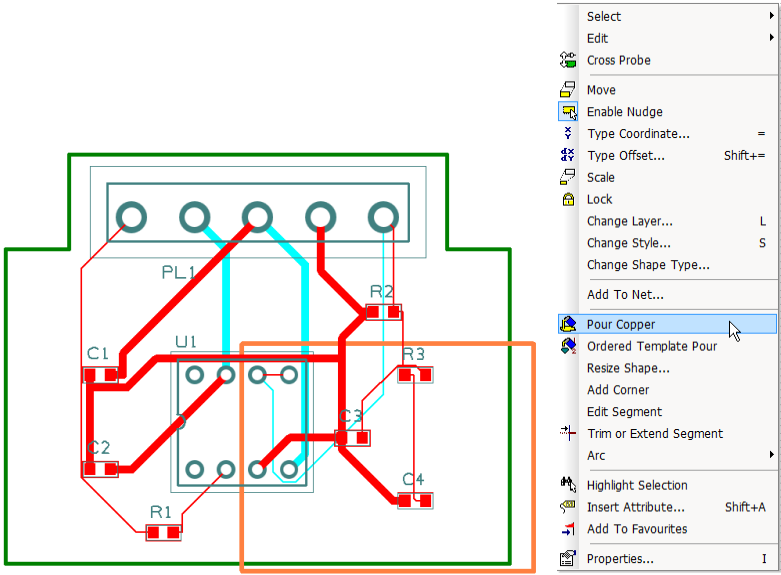 PL1
R2
U1
C1
R3
C3
C2
C4
R1
Select
Edit
Cross Probe
Move
Enable Nudge
Type Coordinate... =
Type Offset... Shift+=
Scale
Lock
Change Layer... L
Change Style... S
Change Shape Type...
Add To Net...
Pour Copper
Ordered Template Pour
Resize Shape...
Add Corner
Edit Segment
Trim or Extend Segment
Arc
Highlight Selection
Insert Attribute... Shift+A
Add To Favourites
Properties... I